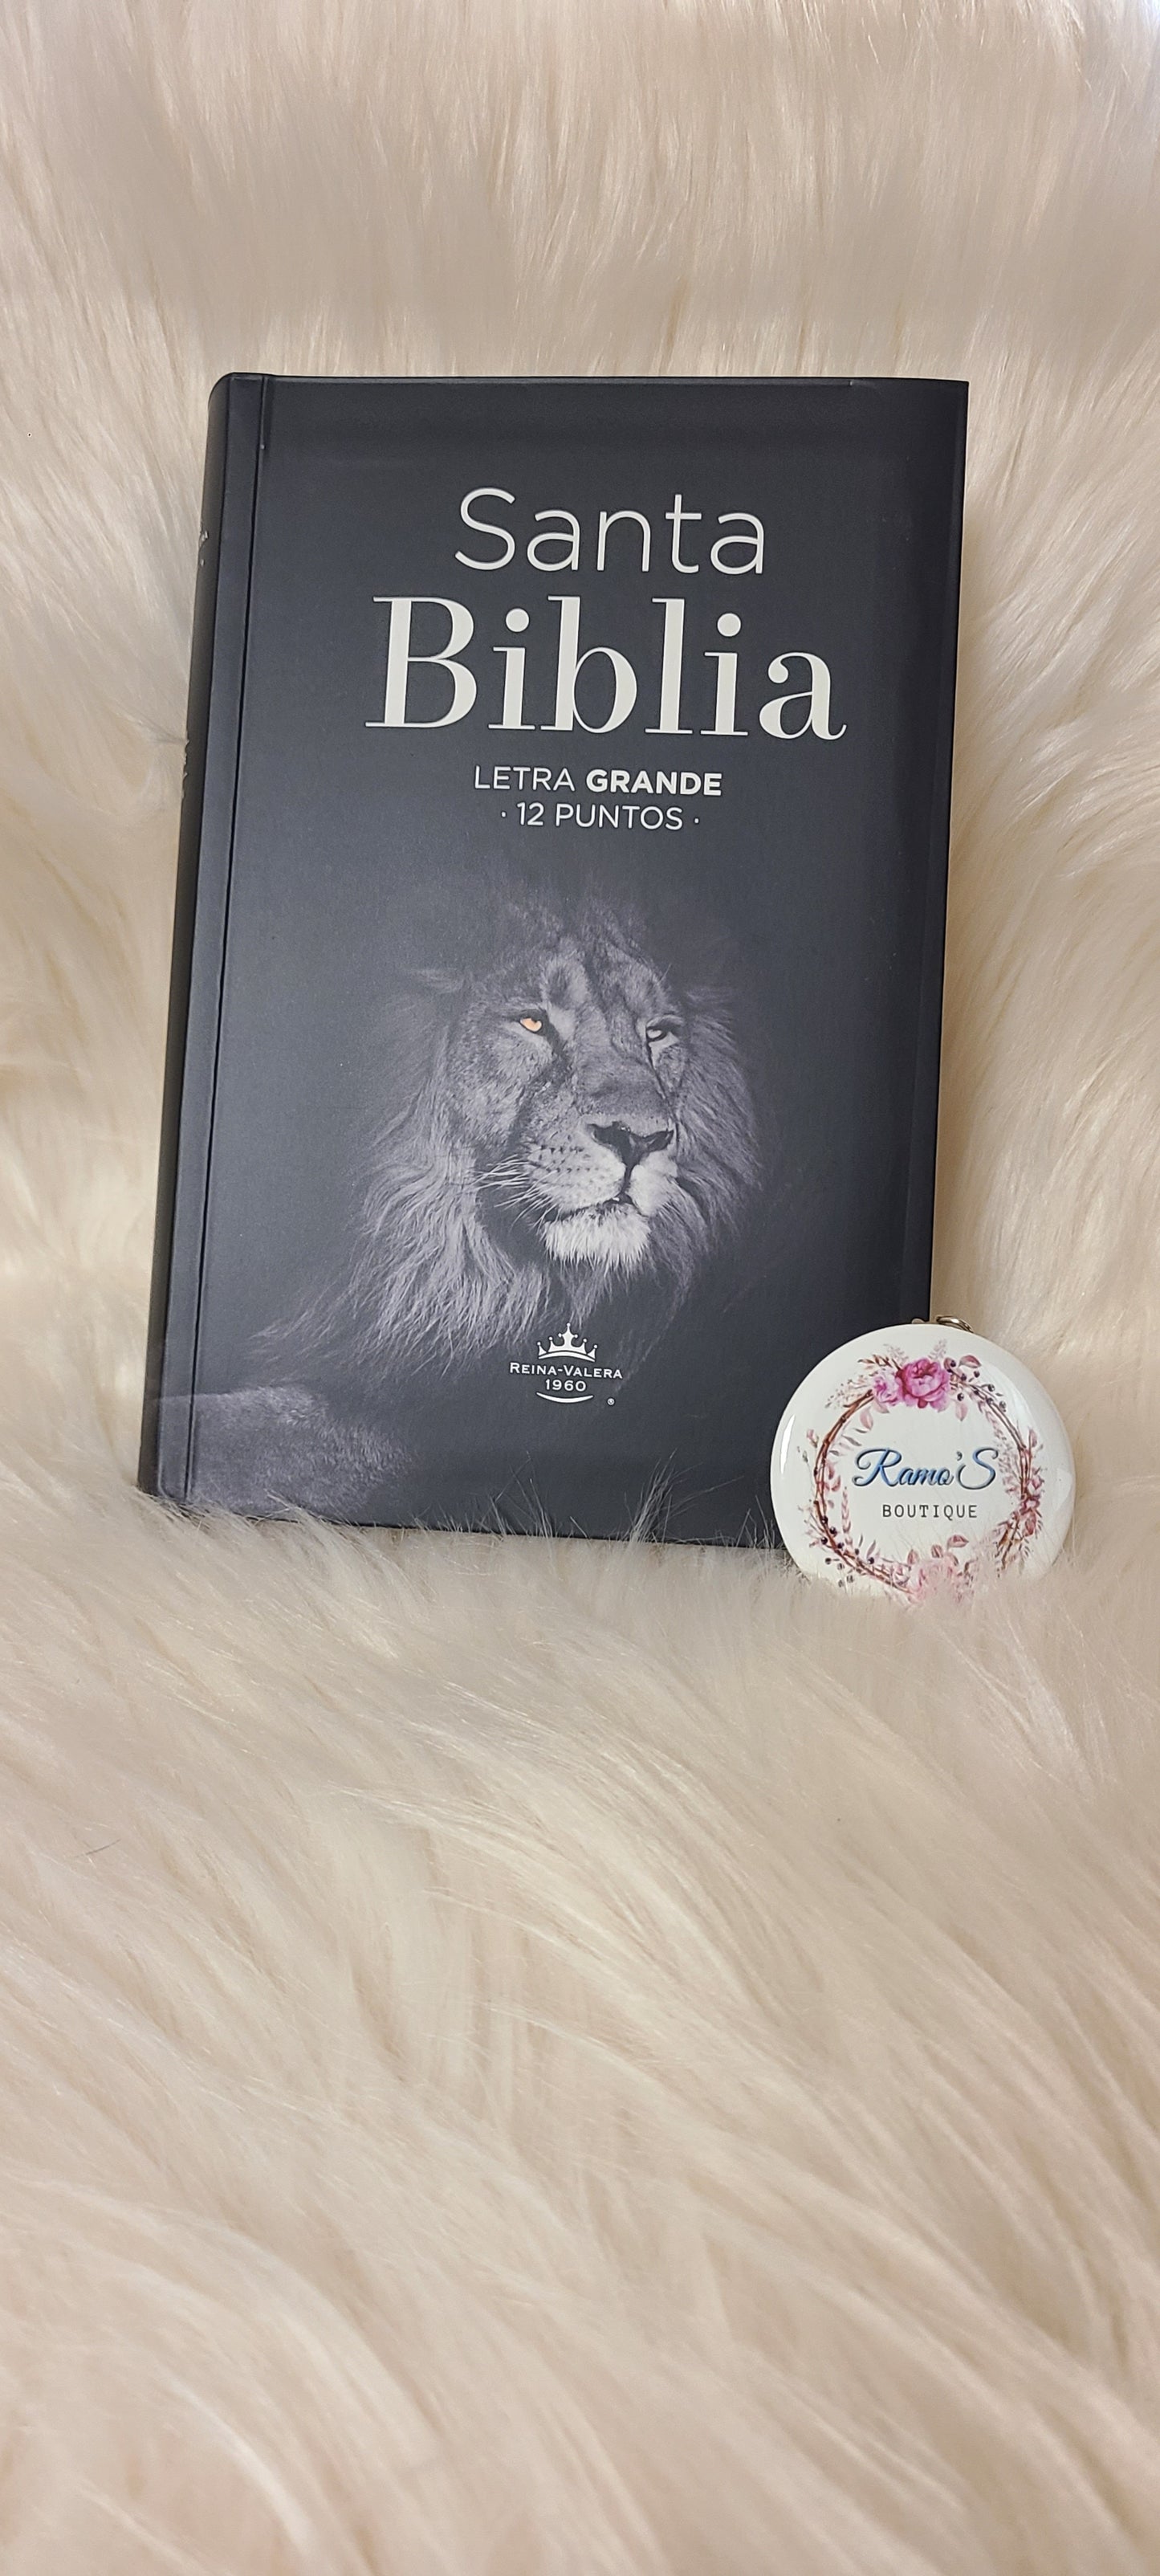 Santa
Biblia
LETRA GRANDE
· 12 PUNTOS ·
REINA-VALERA
1960
®
Ramo'S
BOUTIQUE